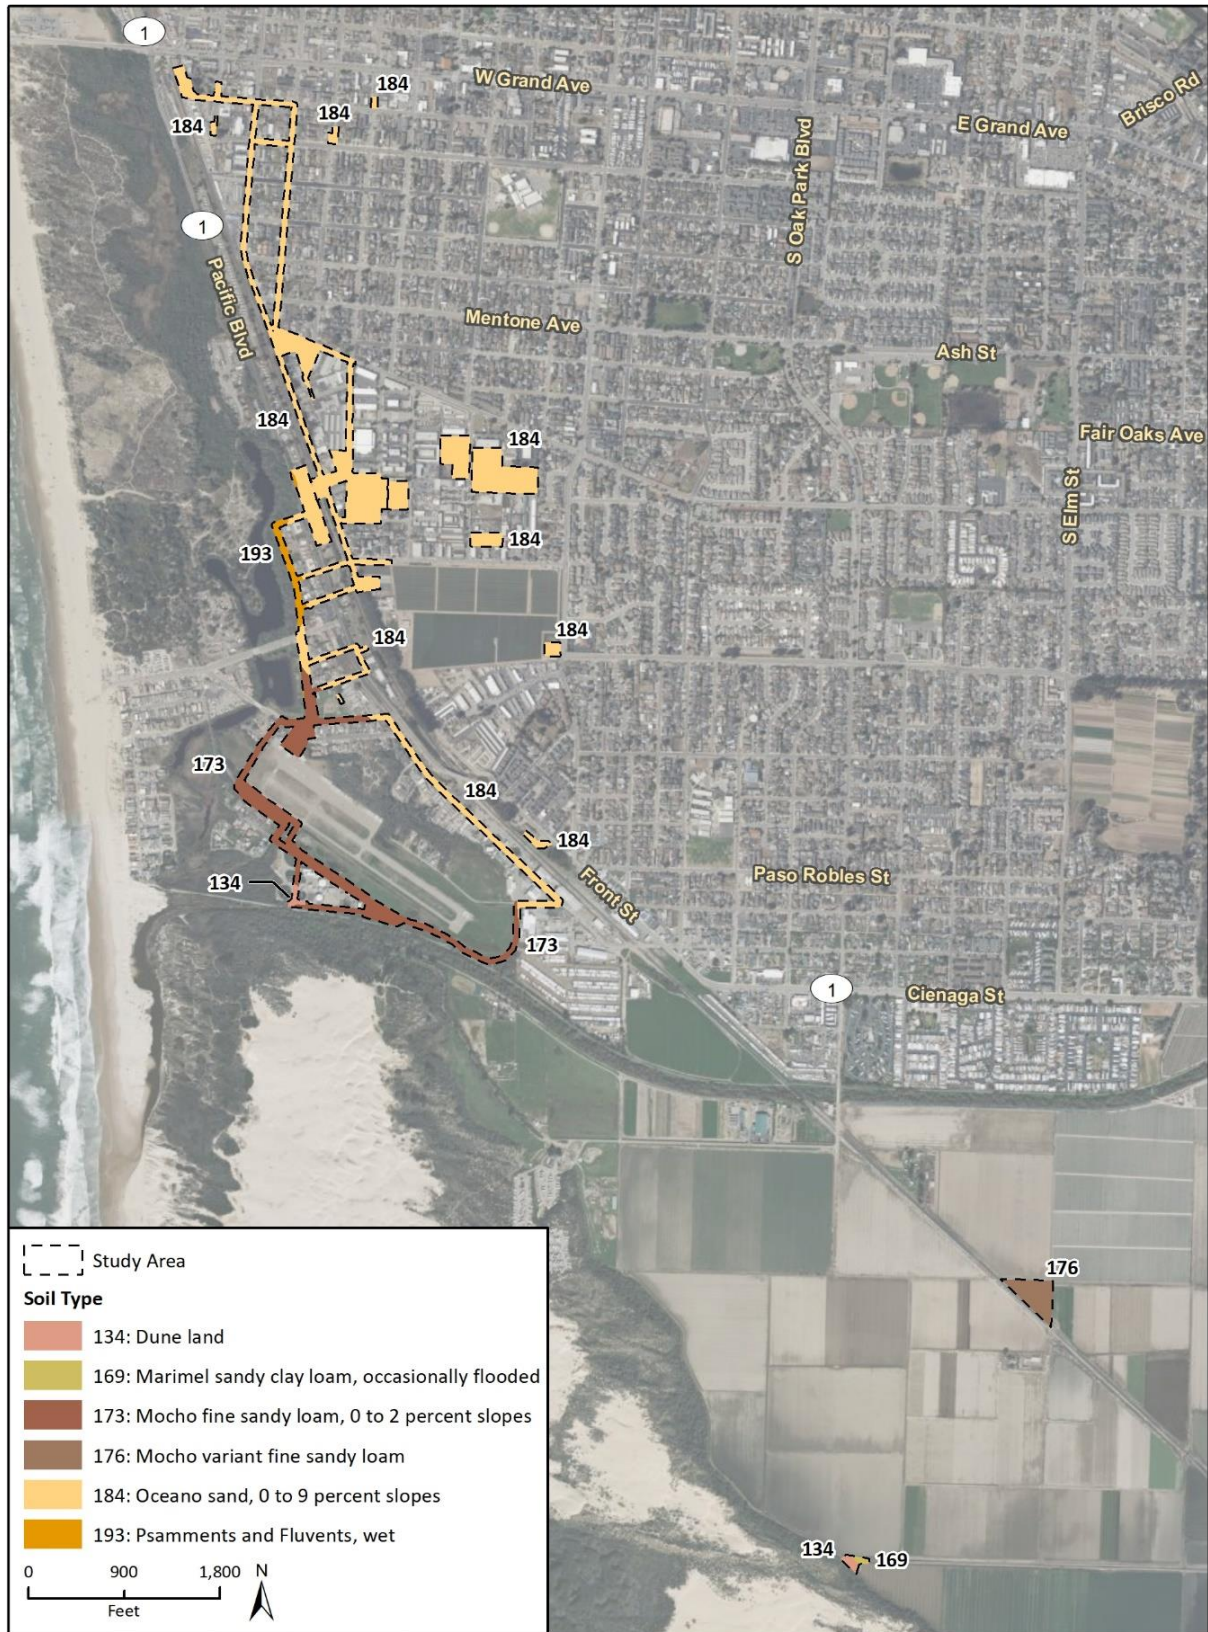 1
W Grand Ave
184
184
184
E Grand Ave
Brisco Rd
S Oak Park Blvd
1
Pacific Blvd
Mentone Ave
Ash St
184
184
Fair Oaks Ave
S Elm St
193
184
184
184
173
184
184
134
Front St
Paso Robles St
173
1
Cienaga St
176
134
169
Study Area
Soil Type
134: Dune land
169: Marimel sandy clay loam, occasionally flooded
173: Mocho fine sandy loam, 0 to 2 percent slopes
176: Mocho variant fine sandy loam
184: Oceano sand, 0 to 9 percent slopes
193: Psamments and Fluvents, wet
0 900 1,800
Feet
N